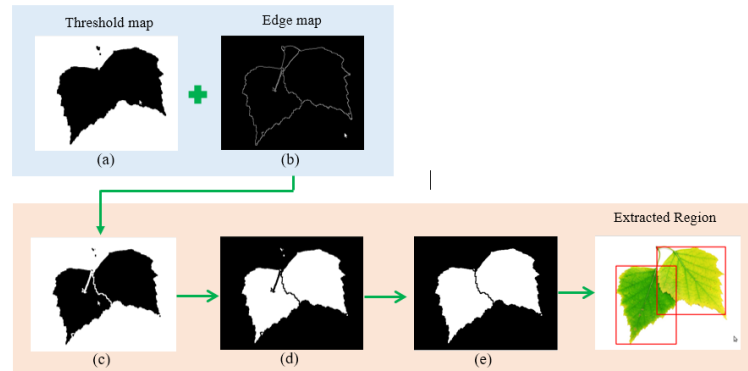 Threshold map
Edge map
(a)
(b)
Extracted Region
(c)
(d)
(e)